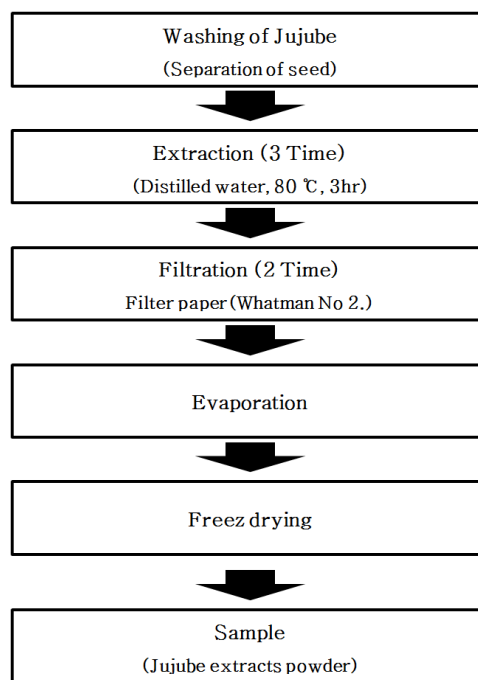 Washing of Jujube
(Separation of seed)
Extraction (3 Time)
(Distilled water, 80 ℃, 3hr)
Filtration (2 Time)
Filter paper (Whatman No 2.)
Evaporation
Freez drying
Sample
(Jujube extracts powder)